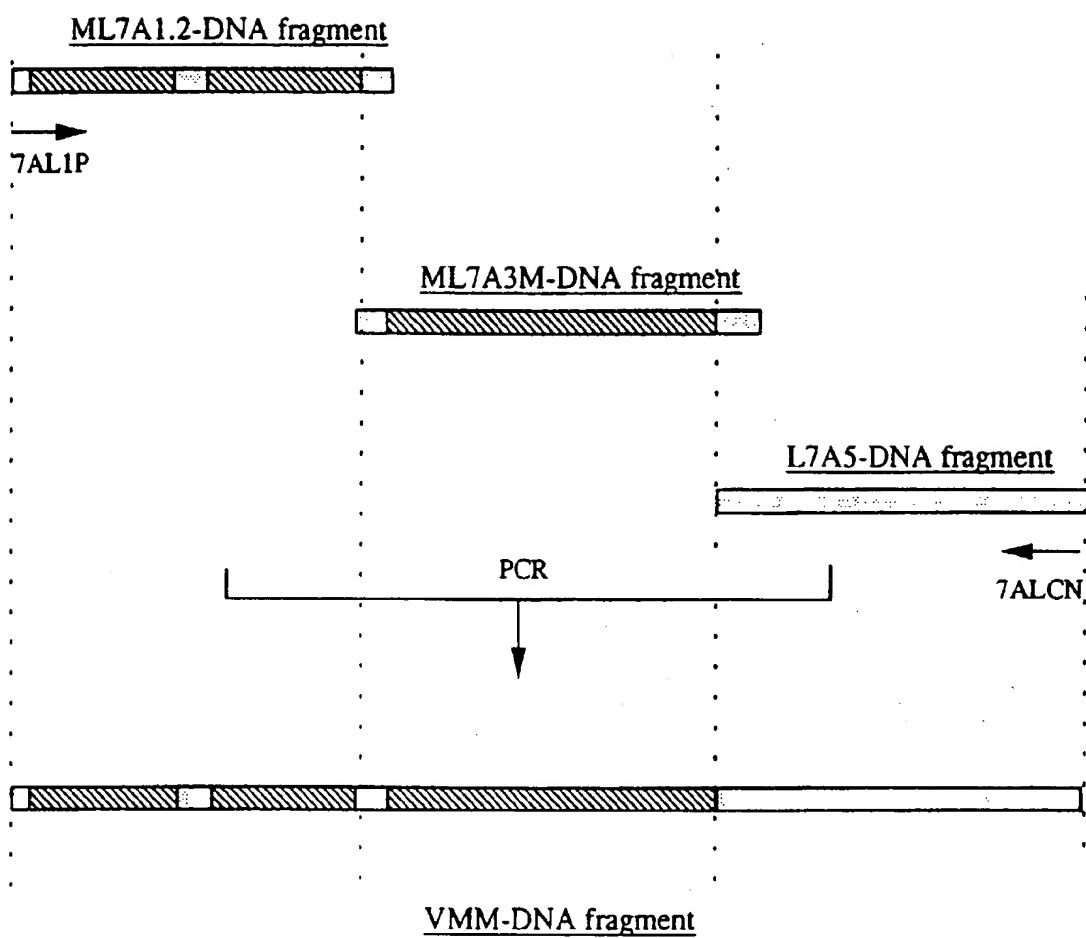 ML7A1.2-DNA fragment
7AL1P
ML7A3M-DNA fragment
L7A5-DNA fragment
PCR
7ALCN
VMM-DNA fragment